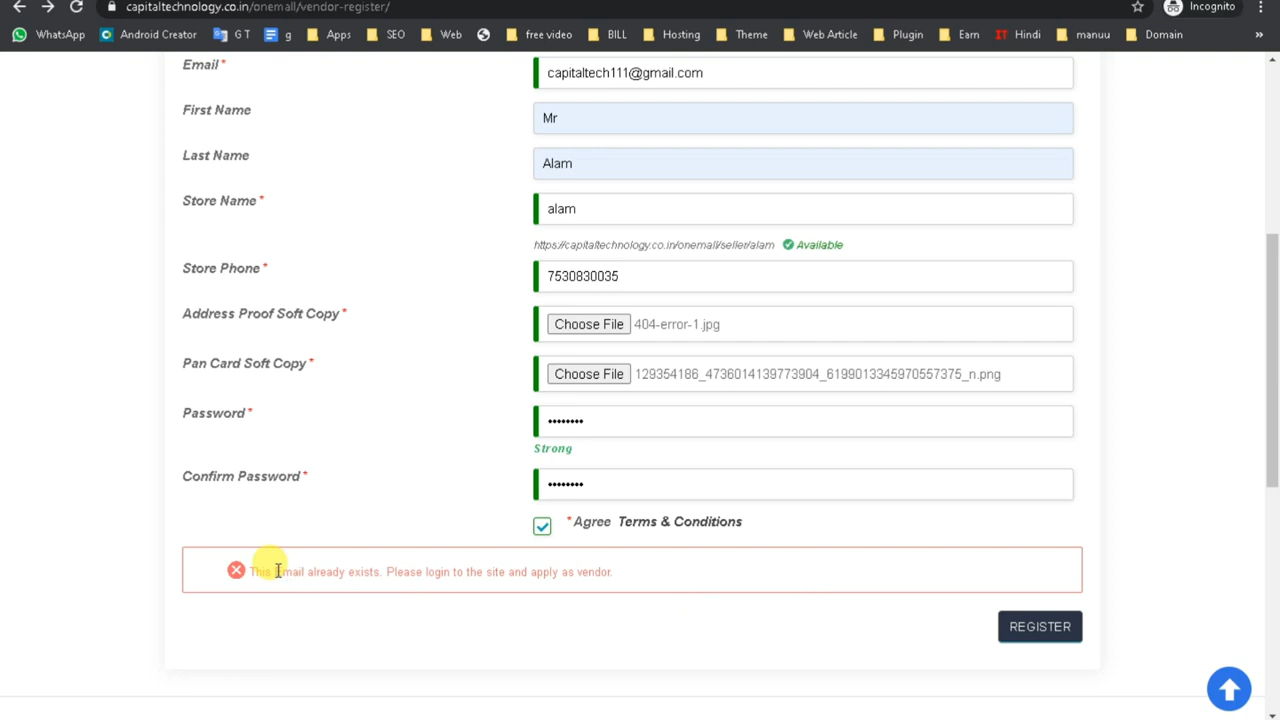 capitaltechnology.co.in/onemall/vendor-register/
Incognito
WhatsApp Android Creator G T g Apps SEO Web free video BILL Hosting Theme Web Article Plugin Earn Hindi manuu Domain »
Email *
capitaltech111@gmail.com
First Name
Mr
Last Name
Alam
Store Name *
alam
https://capitaltechnology.co.in/onemall/seller/alam Available
Store Phone *
7530830035
Address Proof Soft Copy *
Choose File 404-error-1.jpg
Pan Card Soft Copy *
Choose File 129354186_4736014139773904_6199013345970557375_n.png
Password *
••••••••
Strong
Confirm Password *
••••••••
* Agree Terms & Conditions
This Email already exists. Please login to the site and apply as vendor.
REGISTER